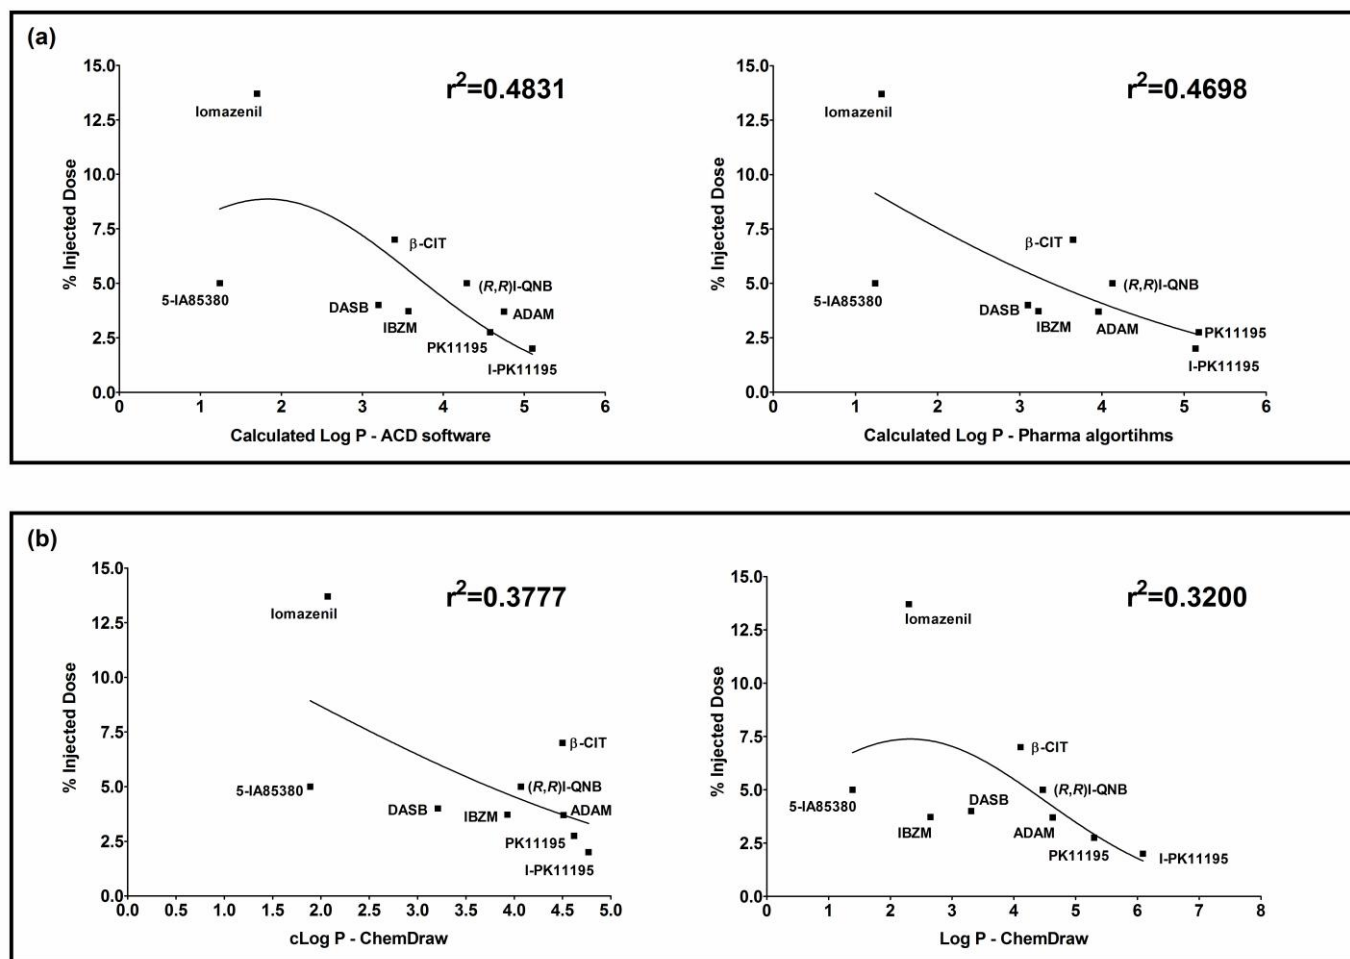 (a)
r²=0.4831
% Injected Dose
15.0
12.5
10.0
7.5
5.0
2.5
0.0
Iomazenil
β-CIT
5-IA85380
(R,R)I-QNB
DASB
IBZM
ADAM
PK11195
I-PK11195
0 1 2 3 4 5 6
Calculated Log P - ACD software
r²=0.4698
% Injected Dose
15.0
12.5
10.0
7.5
5.0
2.5
0.0
Iomazenil
β-CIT
5-IA85380
(R,R)I-QNB
DASB
IBZM
ADAM
PK11195
I-PK11195
0 1 2 3 4 5 6
Calculated Log P - Pharma algortihms
(b)
r²=0.3777
% Injected Dose
15.0
12.5
10.0
7.5
5.0
2.5
0.0
Iomazenil
β-CIT
5-IA85380
(R,R)I-QNB
DASB
IBZM
ADAM
PK11195
I-PK11195
0.0 0.5 1.0 1.5 2.0 2.5 3.0 3.5 4.0 4.5 5.0
cLog P - ChemDraw
r²=0.3200
% Injected Dose
15.0
12.5
10.0
7.5
5.0
2.5
0.0
Iomazenil
β-CIT
5-IA85380
(R,R)I-QNB
DASB
IBZM
ADAM
PK11195
I-PK11195
0 1 2 3 4 5 6 7 8
Log P - ChemDraw